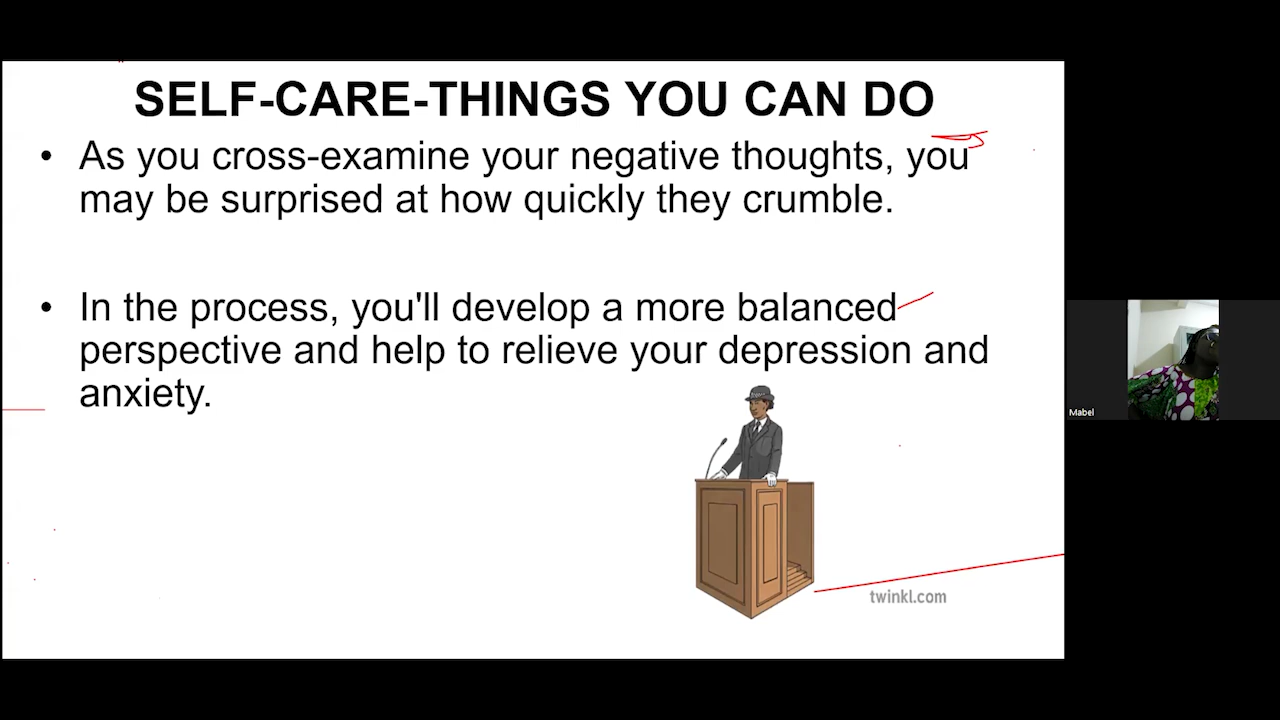 SELF-CARE-THINGS YOU CAN DO
• As you cross-examine your negative thoughts, you
may be surprised at how quickly they crumble.
• In the process, you'll develop a more balanced
perspective and help to relieve your depression and
anxiety.
twinkl.com
Mabel